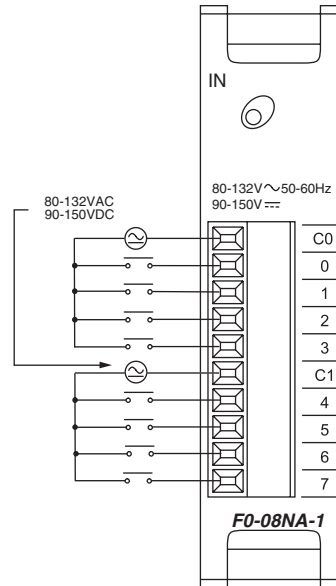 IN
80-132V∼50-60Hz
90-150V⎓
80-132VAC
90-150VDC
C0
0
1
2
3
C1
4
5
6
7
F0-08NA-1